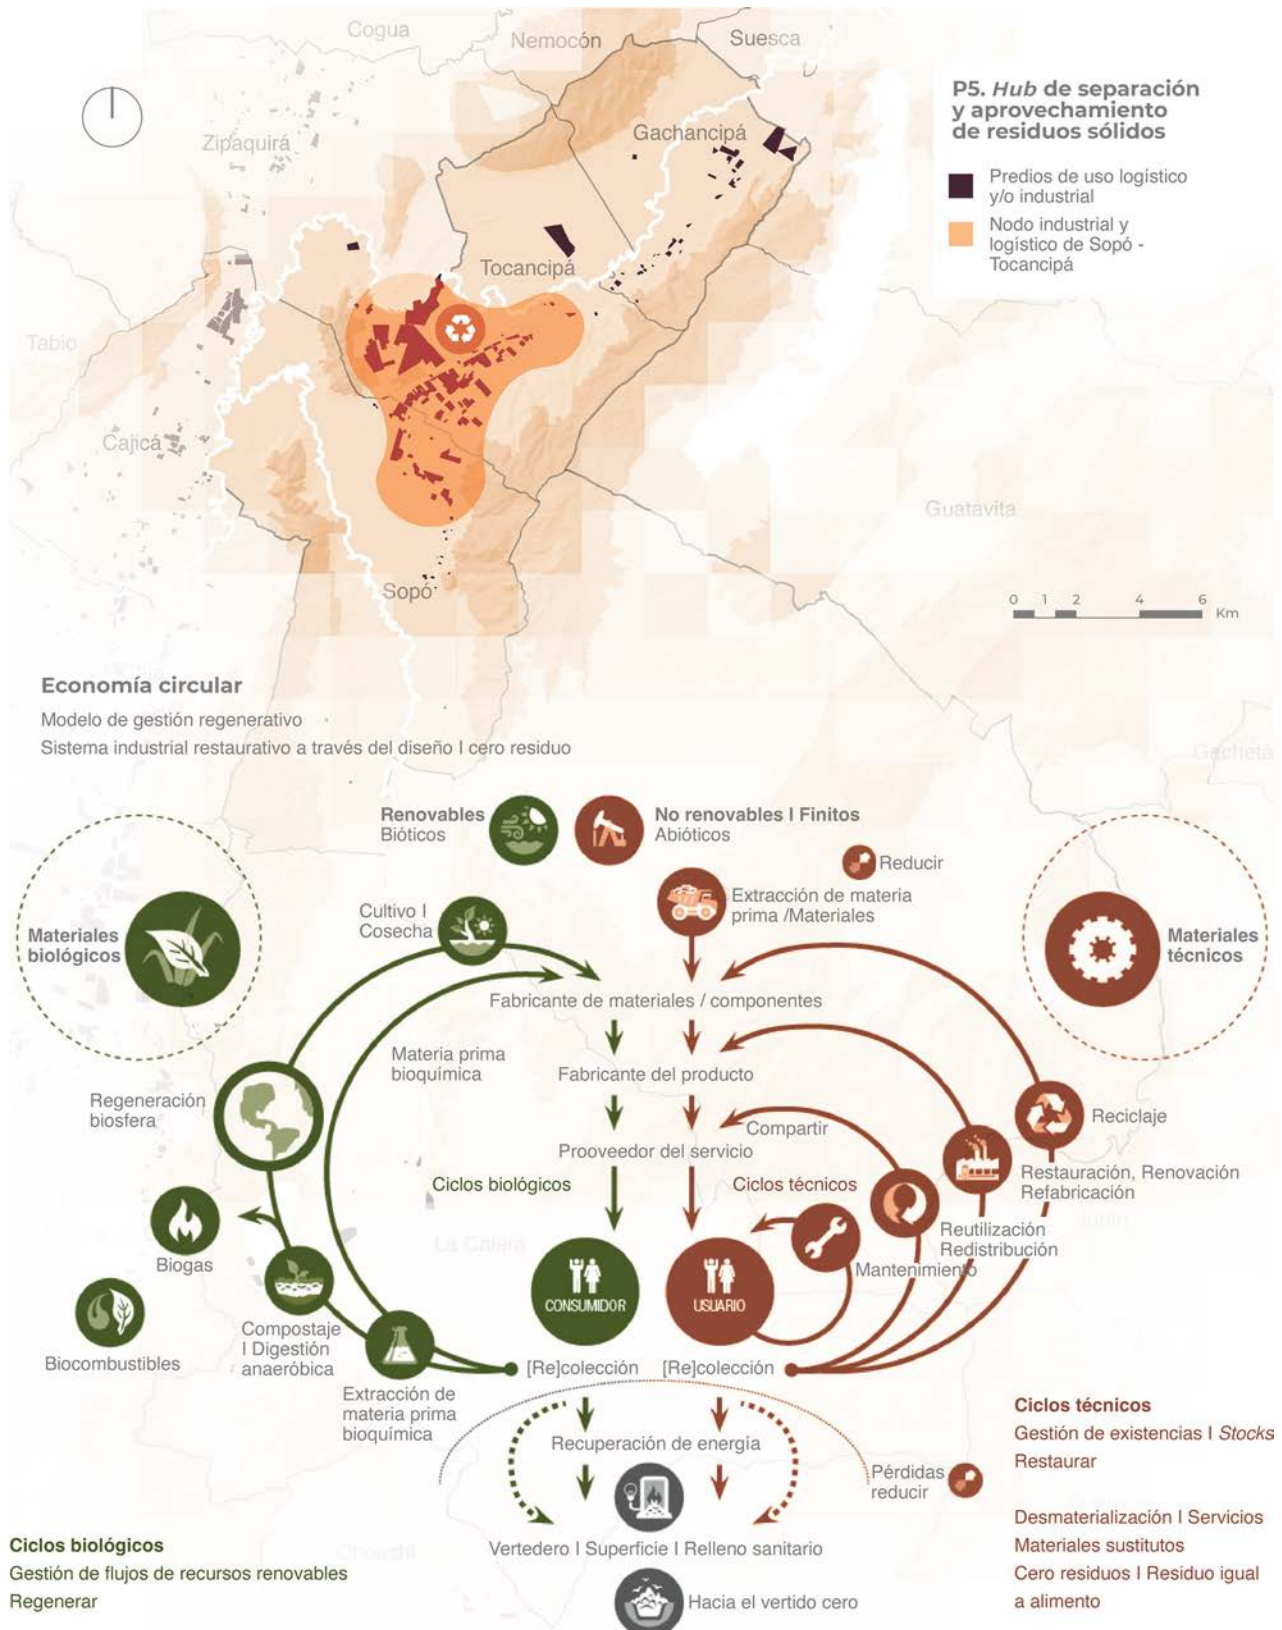 Cogua
Nemocón
Suesca
Zipaquirá
Gachancipá
Tocancipá
Tabio
Cajicá
Guatavita
Sopó
P5. Hub de separación
y aprovechamiento
de residuos sólidos
Predios de uso logístico
y/o industrial
Nodo industrial y
logístico de Sopó -
Tocancipá
0 1 2 4 6
Km
Chía
Gachetá
Economía circular
Modelo de gestión regenerativo
Sistema industrial restaurativo a través del diseño I cero residuo
Renovables
Bióticos
No renovables I Finitos
Abióticos
Reducir
Extracción de materia
prima /Materiales
Cultivo I
Cosecha
Materiales
biológicos
Materiales
técnicos
Fabricante de materiales / componentes
Materia prima
bioquímica
Fabricante del producto
Regeneración
biosfera
Compartir
Reciclaje
Prooveedor del servicio
Restauración, Renovación
Refabricación
Ciclos biológicos
Ciclos técnicos
Junín
Reutilización
Redistribución
La Calera
Biogas
Mantenimiento
CONSUMIDOR
USUARIO
Compostaje
I Digestión
anaeróbica
Biocombustibles
[Re]colección
[Re]colección
Extracción de
materia prima
bioquímica
Recuperación de energía
Pérdidas
reducir
Vertedero I Superficie I Relleno sanitario
Choachí
Hacia el vertido cero
Ciclos biológicos
Gestión de flujos de recursos renovables
Regenerar
Ciclos técnicos
Gestión de existencias I Stocks
Restaurar
Desmaterialización I Servicios
Materiales sustitutos
Cero residuos I Residuo igual
a alimento